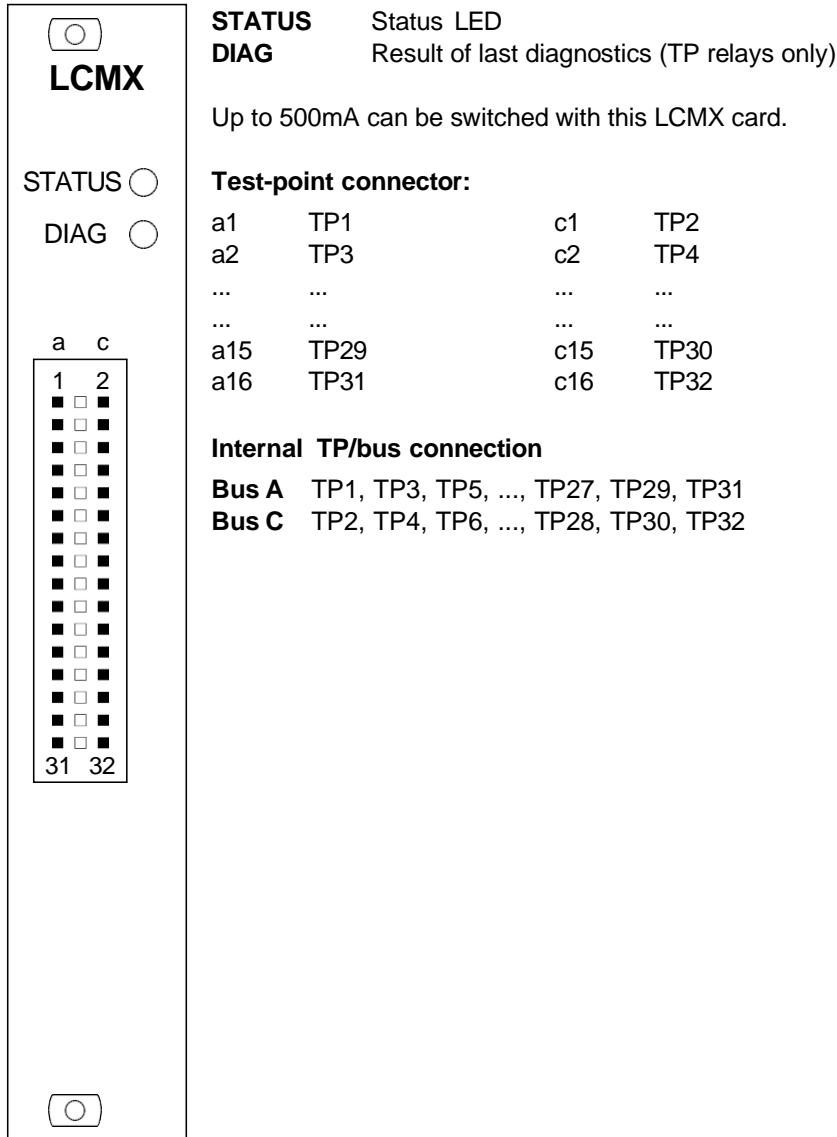 LCMX
STATUS
DIAG
a c
1 2
31 32
STATUS Status LED
DIAG Result of last diagnostics (TP relays only)
Up to 500mA can be switched with this LCMX card.
Test-point connector:
a1 TP1 c1 TP2
a2 TP3 c2 TP4
... ... ... ...
... ... ... ...
a15 TP29 c15 TP30
a16 TP31 c16 TP32
Internal TP/bus connection
Bus A TP1, TP3, TP5, ..., TP27, TP29, TP31
Bus C TP2, TP4, TP6, ..., TP28, TP30, TP32